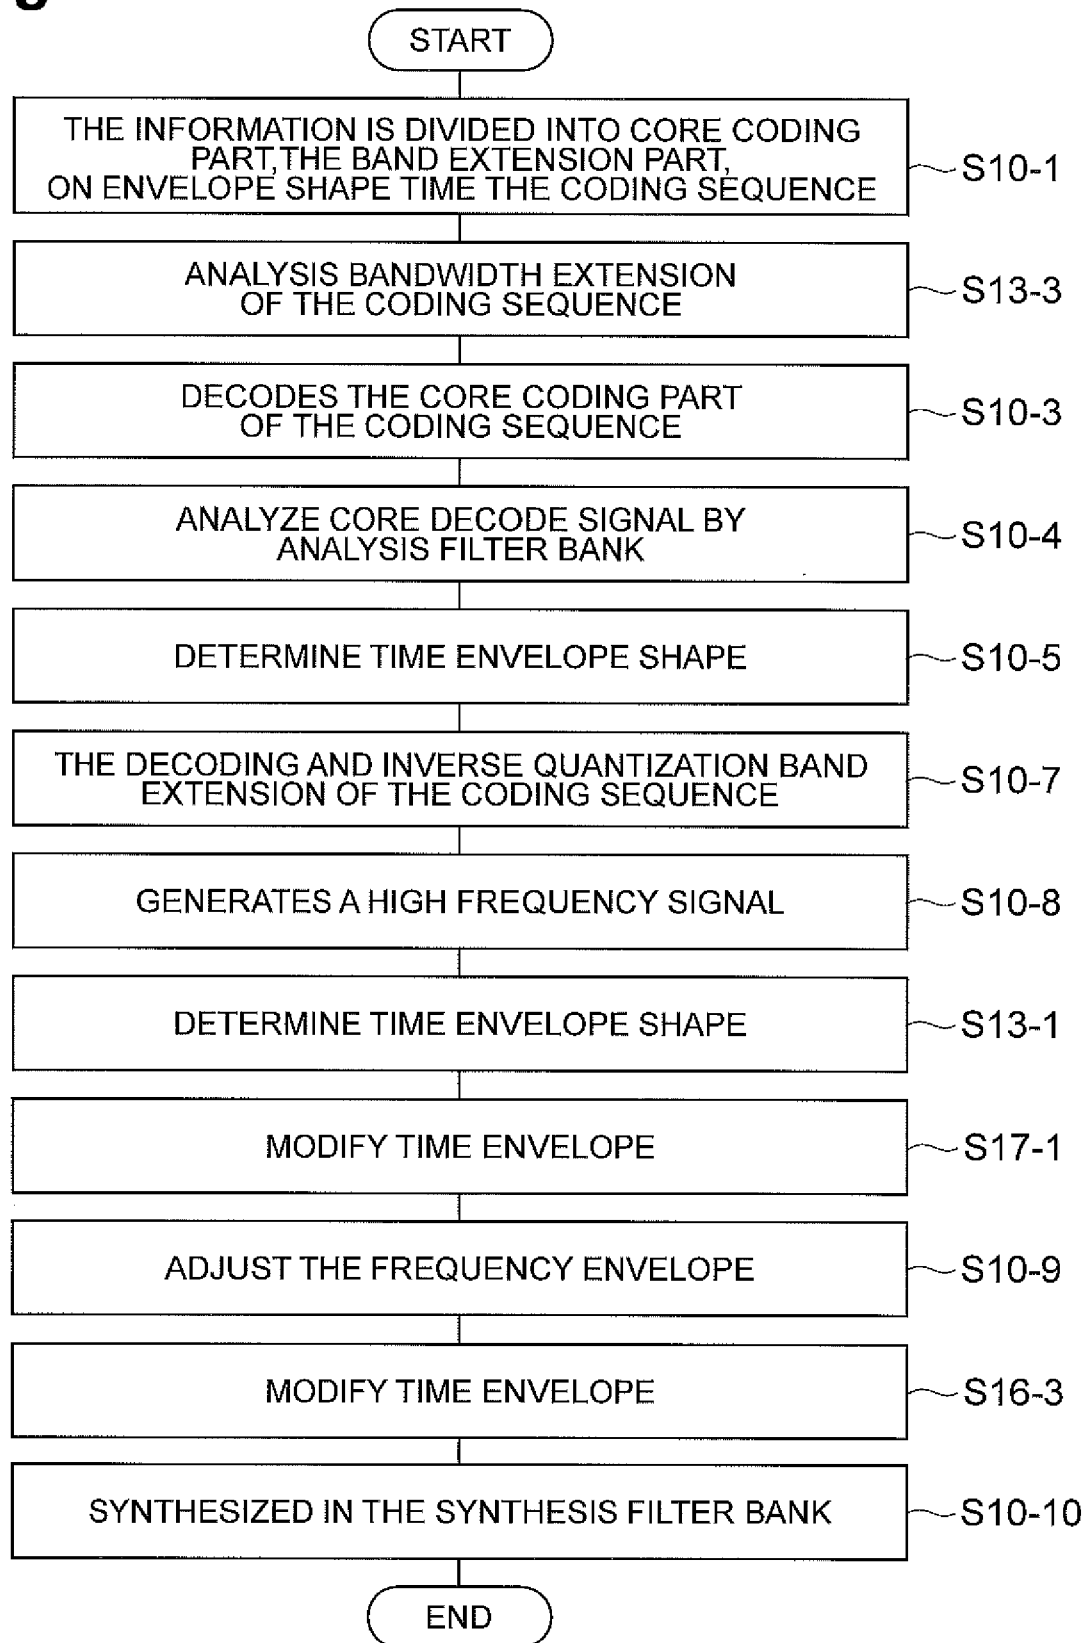 START
THE INFORMATION IS DIVIDED INTO CORE CODING
PART,THE BAND EXTENSION PART,
ON ENVELOPE SHAPE TIME THE CODING SEQUENCE
S10-1
ANALYSIS BANDWIDTH EXTENSION
OF THE CODING SEQUENCE
S13-3
DECODES THE CORE CODING PART
OF THE CODING SEQUENCE
S10-3
ANALYZE CORE DECODE SIGNAL BY
ANALYSIS FILTER BANK
S10-4
DETERMINE TIME ENVELOPE SHAPE
S10-5
THE DECODING AND INVERSE QUANTIZATION BAND
EXTENSION OF THE CODING SEQUENCE
S10-7
GENERATES A HIGH FREQUENCY SIGNAL
S10-8
DETERMINE TIME ENVELOPE SHAPE
S13-1
MODIFY TIME ENVELOPE
S17-1
ADJUST THE FREQUENCY ENVELOPE
S10-9
MODIFY TIME ENVELOPE
S16-3
SYNTHESIZED IN THE SYNTHESIS FILTER BANK
S10-10
END